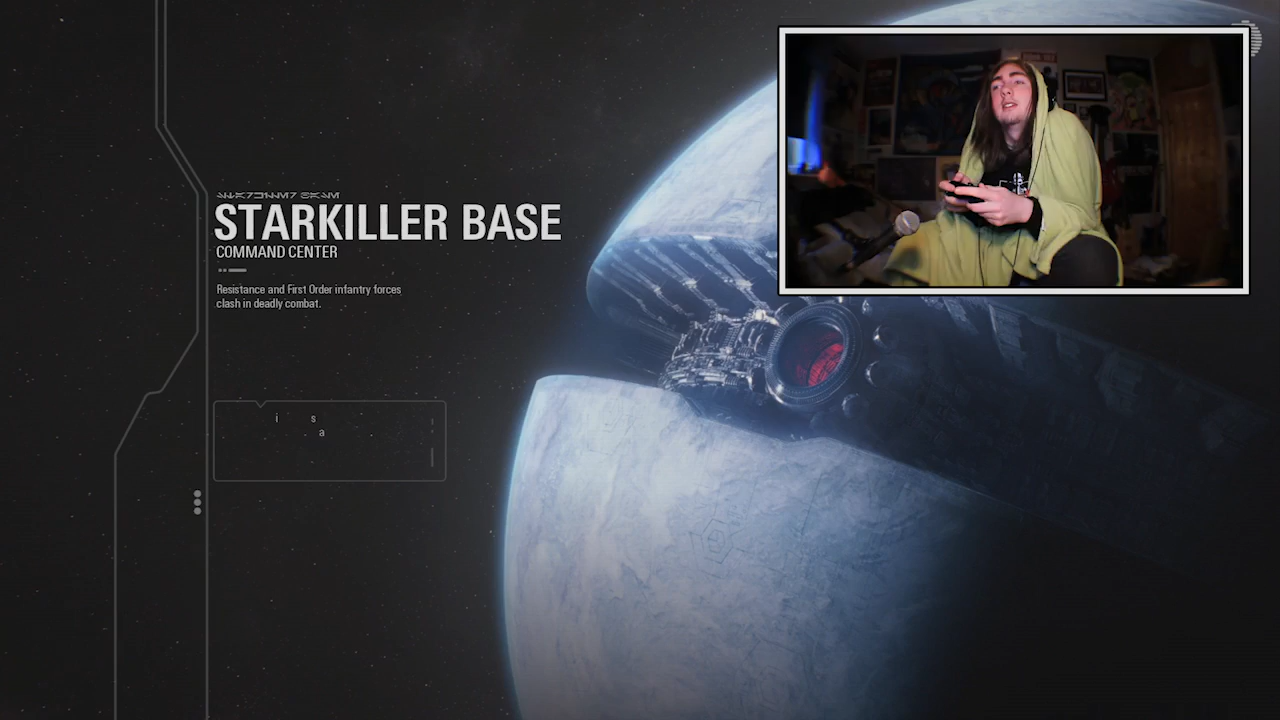 STARKILLER BASE
COMMAND CENTER
Resistance and First Order infantry forces
clash in deadly combat.
i s
a